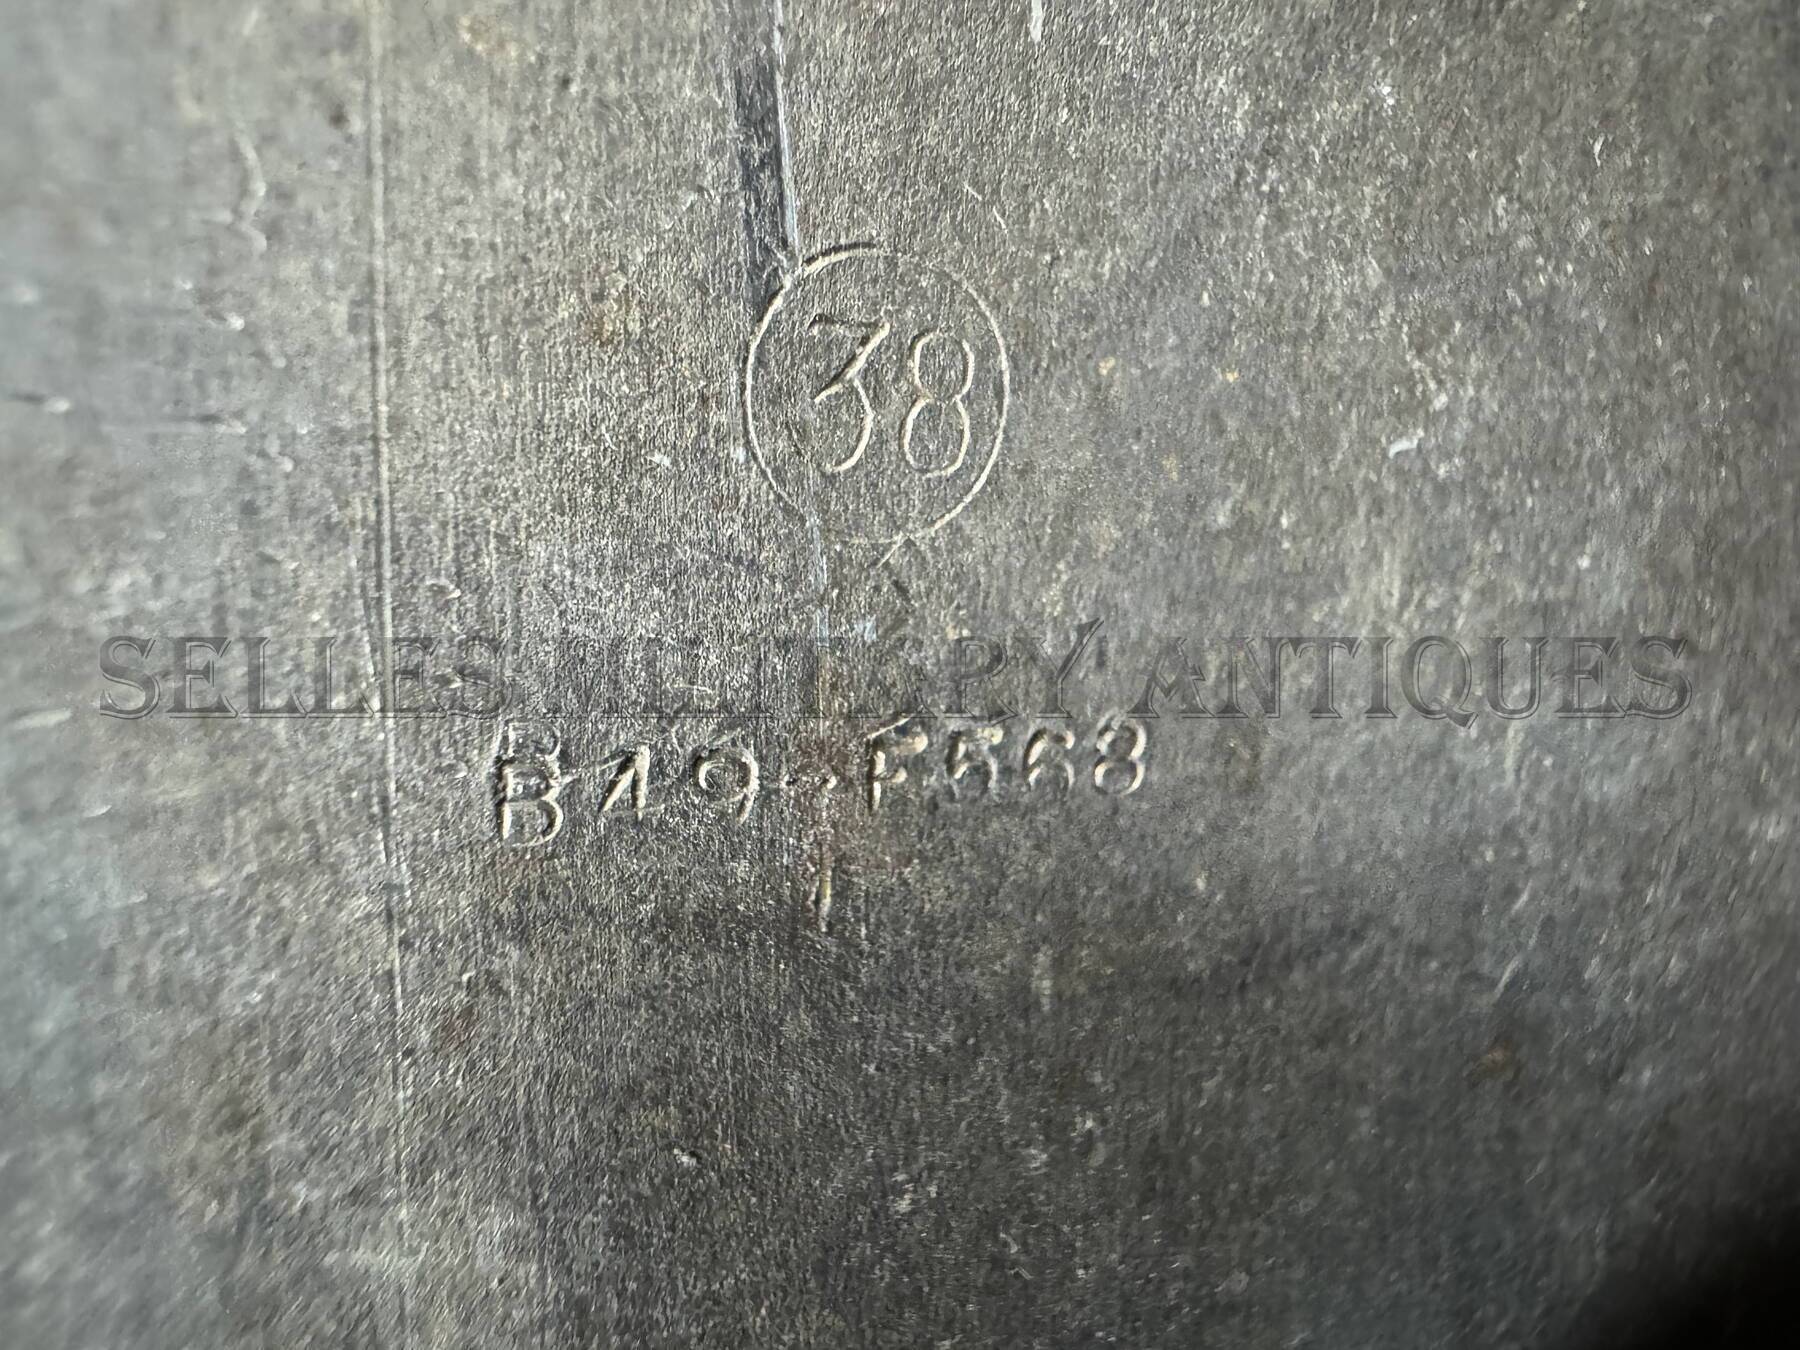 38
SELLES MILITARY ANTIQUES
B19-F568